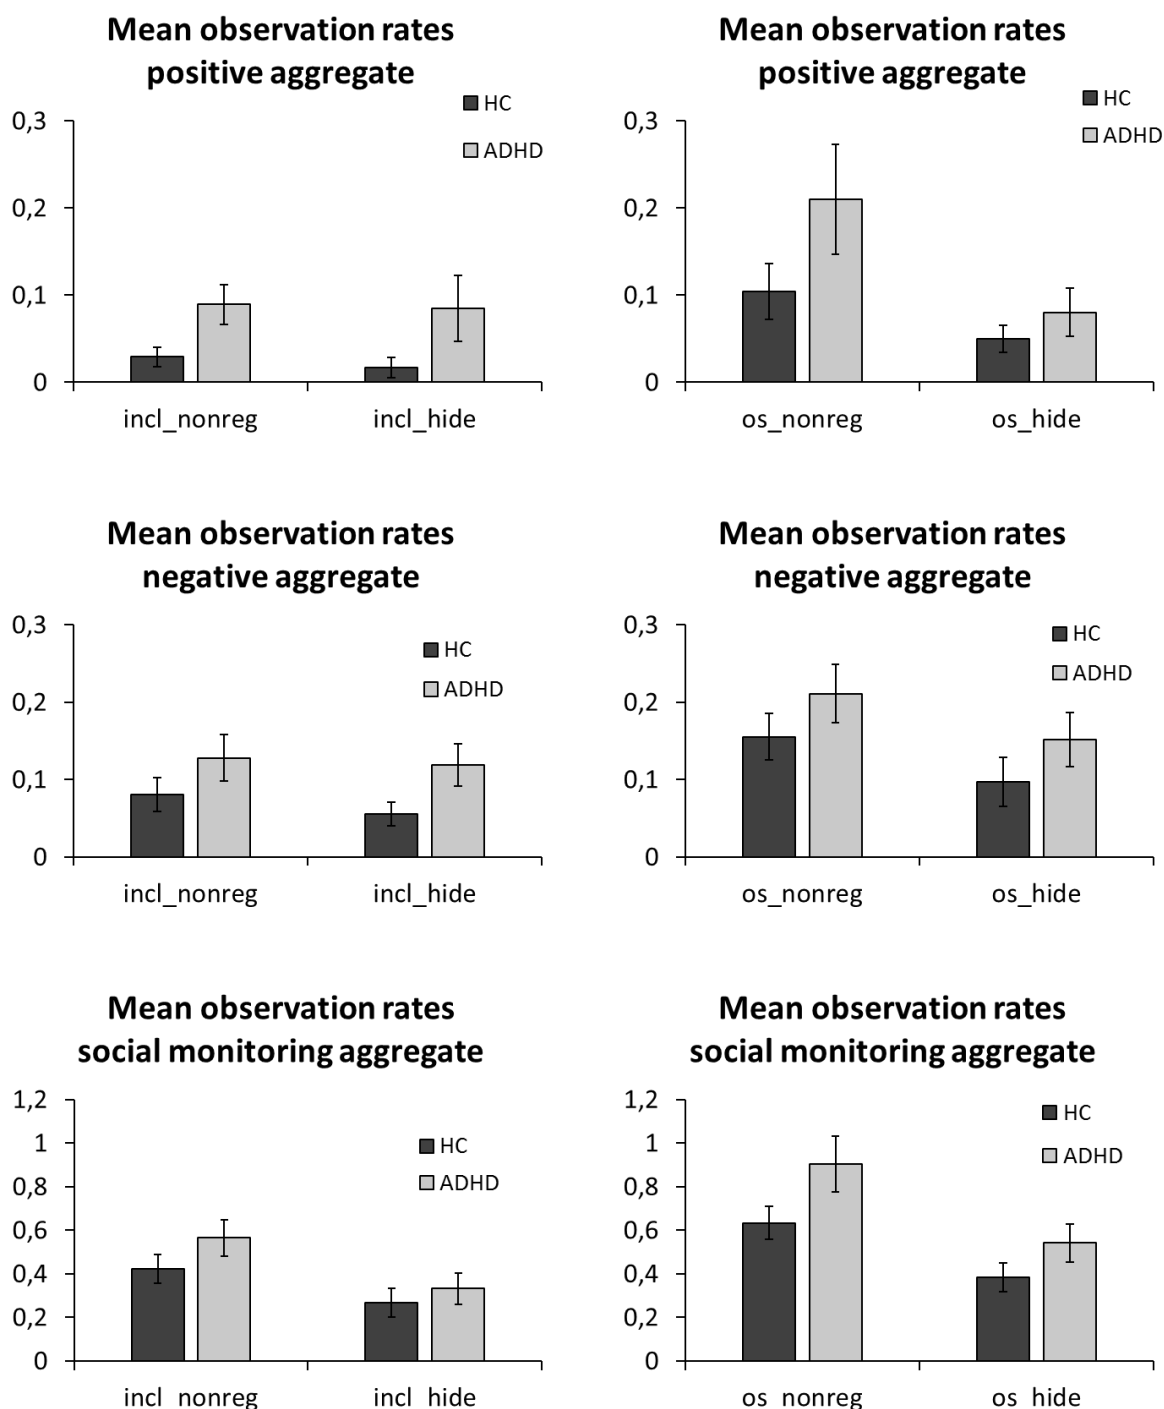 Mean observation rates
positive aggregate
HC
ADHD
0,3
0,2
0,1
0
incl_nonreg
incl_hide
Mean observation rates
positive aggregate
HC
ADHD
0,3
0,2
0,1
0
os_nonreg
os_hide
Mean observation rates
negative aggregate
HC
ADHD
0,3
0,2
0,1
0
incl_nonreg
incl_hide
Mean observation rates
negative aggregate
HC
ADHD
0,3
0,2
0,1
0
os_nonreg
os_hide
Mean observation rates
social monitoring aggregate
HC
ADHD
1,2
1
0,8
0,6
0,4
0,2
0
incl_nonreg
incl_hide
Mean observation rates
social monitoring aggregate
HC
ADHD
1,2
1
0,8
0,6
0,4
0,2
0
os_nonreg
os_hide